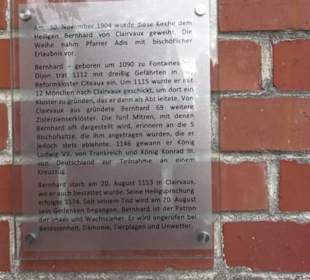 Am 30. November 1904 wurde diese Kirche dem
Heiligen Bernhard von Clairvaux geweiht. Die
Weihe nahm Pfarrer Adis mit bischöflicher
Erlaubnis vor.
Bernhard – geboren um 1090 zu Fontaines
Dijon trat 1112 mit dreißig Gefährten in
Reformkloster Citeaux ein. Um 1115 wurde er mit
12 Mönchen nach Clairvaux geschickt, um dort ein
Kloster zu gründen, das er dann als Abt leitete. Von
Clairvaux aus gründete Bernhard 69 weitere
Zisterzienserklöster. Die fünf Mitren, mit denen
Bernhard oft dargestellt wird, erinnern an die 5
Bischofssitze, die ihm angetragen wurden, die er
jedoch stets ablehnte. 1146 gewann er König
Ludwig VII. von Frankreich und König Konrad III.
von Deutschland zur Teilnahme an einem
Kreuzzug.
Bernhard starb am 20. August 1153 in Clairvaux,
wo er auch bestattet wurde. Seine Heiligsprechung
erfolgte 1174. Seit seinem Tod wird am 20. August
sein Gedenken begangen. Bernhard ist der Patron
der Imker und Wachszieher. Er wird angerufen bei
Besessenheit, Dämonie, Tierplagen und Unwetter.